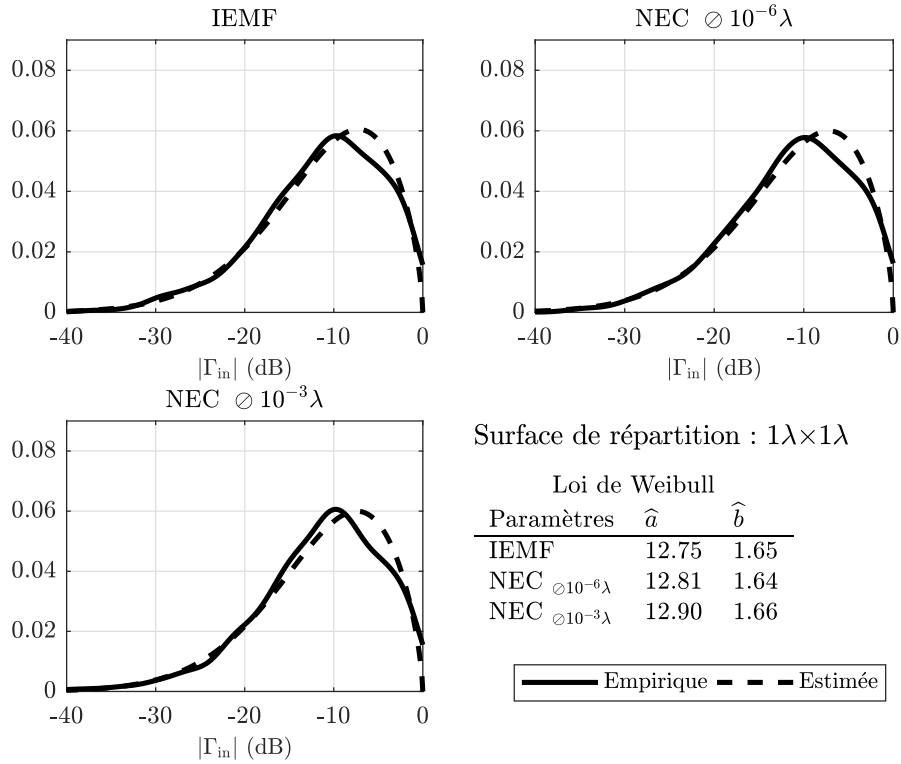 IEMF
0.08
0.06
0.04
0.02
0
-40 -30 -20 -10 0
|Γin| (dB)
NEC ⊘10−6λ
0.08
0.06
0.04
0.02
0
-40 -30 -20 -10 0
|Γin| (dB)
NEC ⊘10−3λ
0.08
0.06
0.04
0.02
0
-40 -30 -20 -10 0
|Γin| (dB)
Surface de répartition : 1λ×1λ
Loi de Weibull
Paramètres â b̂
IEMF 12.75 1.65
NEC ⊘10−6λ 12.81 1.64
NEC ⊘10−3λ 12.90 1.66
Empirique Estimée